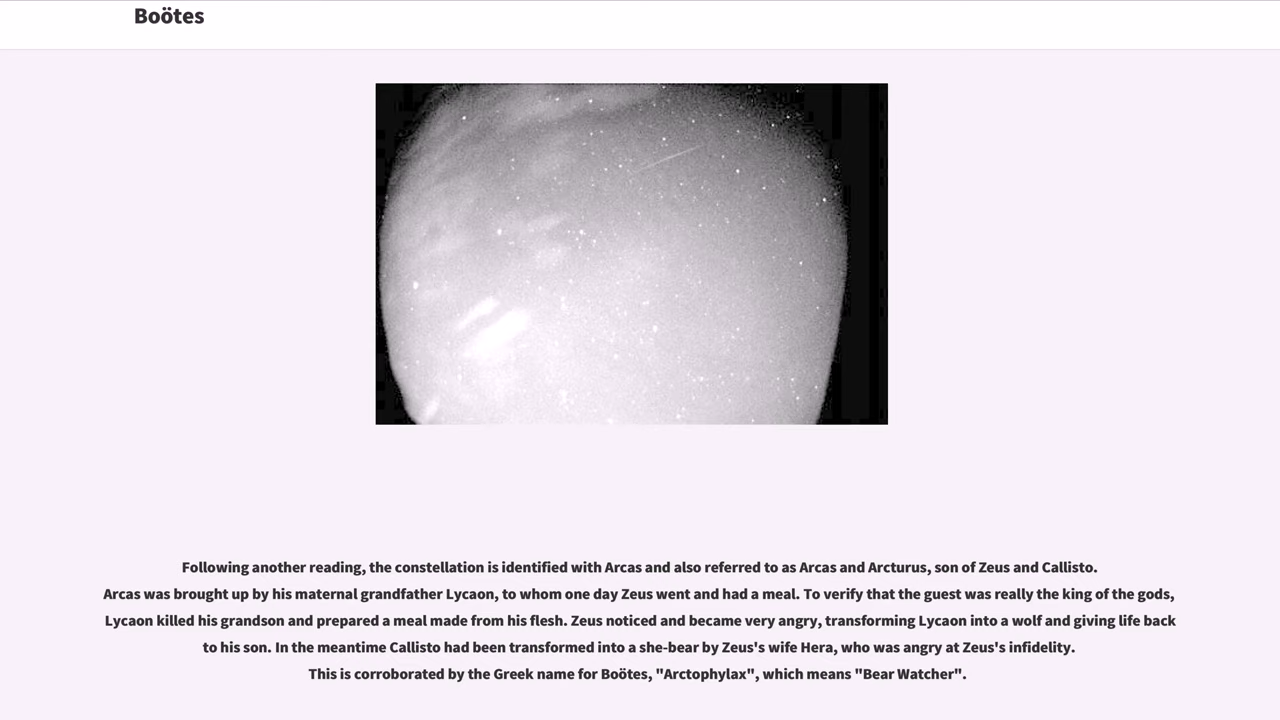 Boötes
Following another reading, the constellation is identified with Arcas and also referred to as Arcas and Arcturus, son of Zeus and Callisto.
Arcas was brought up by his maternal grandfather Lycaon, to whom one day Zeus went and had a meal. To verify that the guest was really the king of the gods,
Lycaon killed his grandson and prepared a meal made from his flesh. Zeus noticed and became very angry, transforming Lycaon into a wolf and giving life back
to his son. In the meantime Callisto had been transformed into a she-bear by Zeus's wife Hera, who was angry at Zeus's infidelity.
This is corroborated by the Greek name for Boötes, "Arctophylax", which means "Bear Watcher".